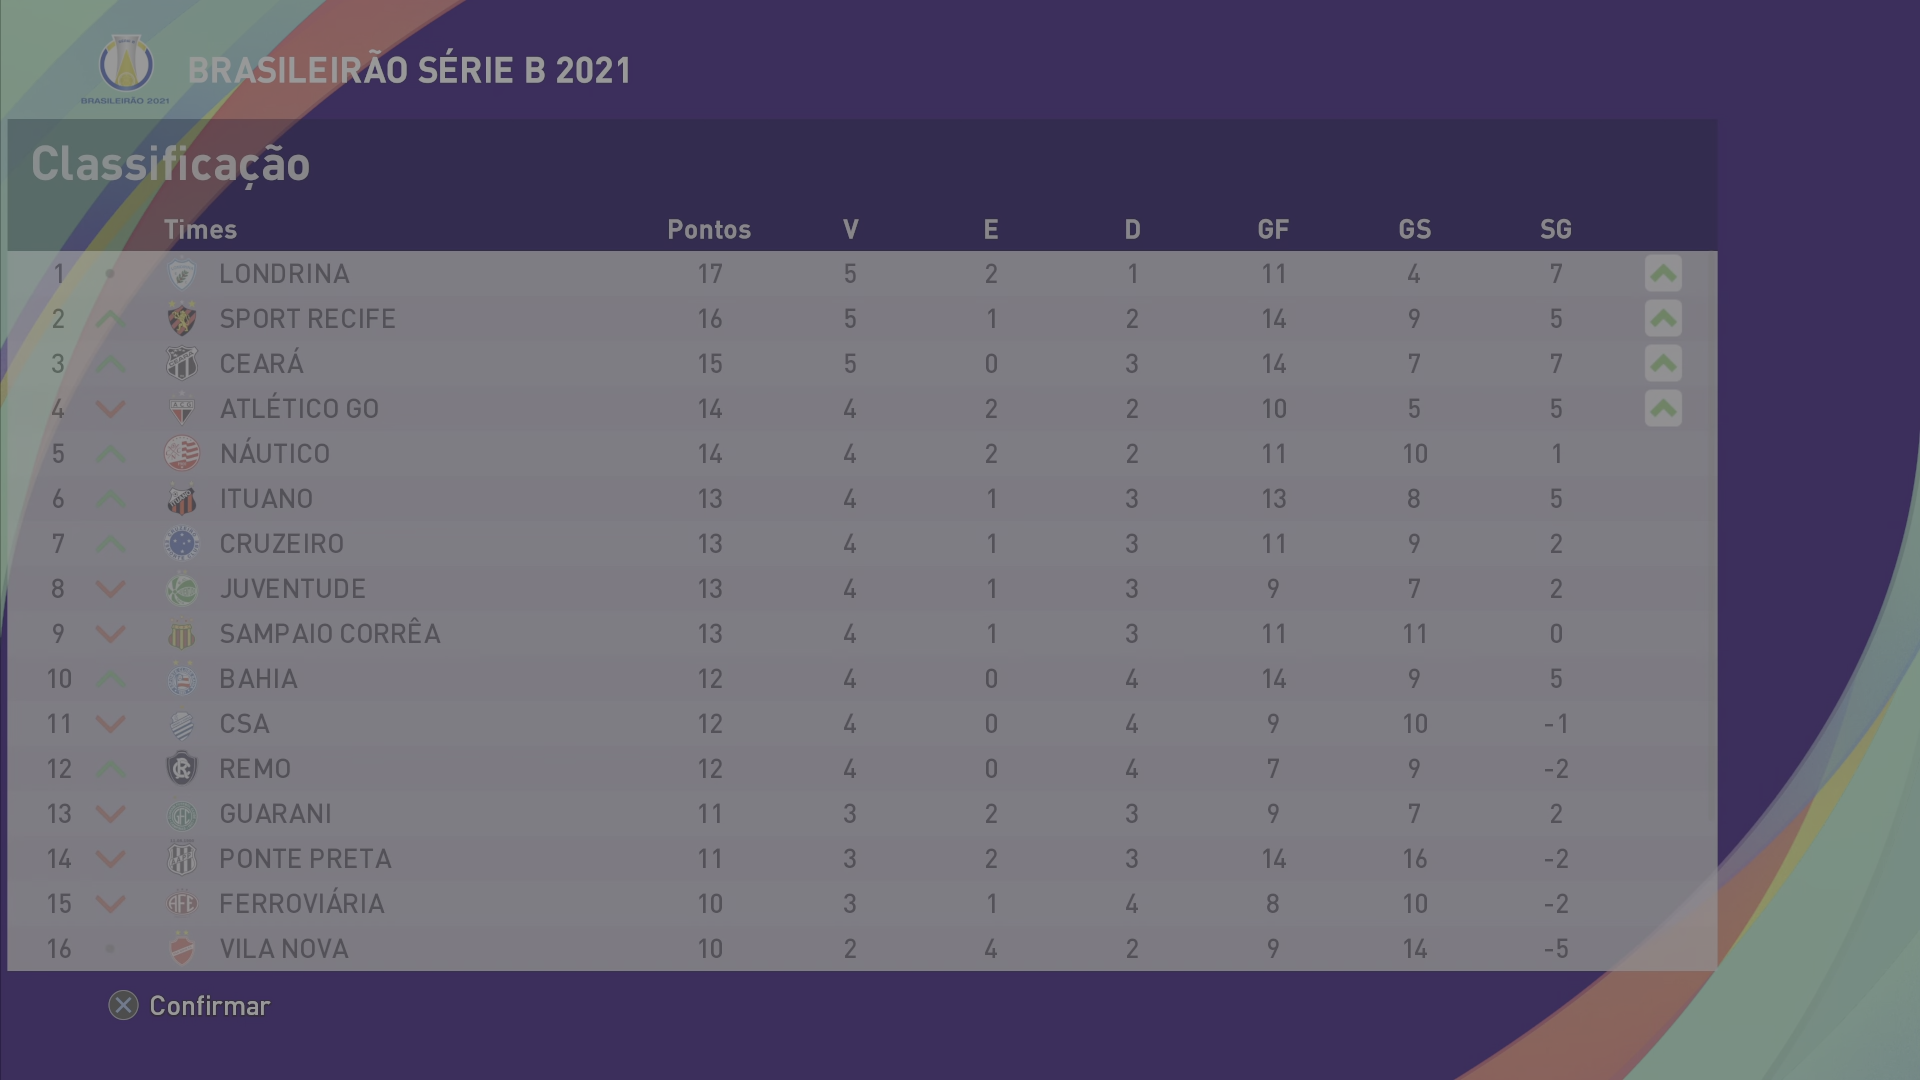 BRASILEIRÃO 2021
BRASILEIRÃO SÉRIE B 2021
Classificação
Times Pontos V E D GF GS SG
1 LONDRINA 17 5 2 1 11 4 7
2 SPORT RECIFE 16 5 1 2 14 9 5
3 CEARÁ 15 5 0 3 14 7 7
4 ATLÉTICO GO 14 4 2 2 10 5 5
5 NÁUTICO 14 4 2 2 11 10 1
6 ITUANO 13 4 1 3 13 8 5
7 CRUZEIRO 13 4 1 3 11 9 2
8 JUVENTUDE 13 4 1 3 9 7 2
9 SAMPAIO CORRÊA 13 4 1 3 11 11 0
10 BAHIA 12 4 0 4 14 9 5
11 CSA 12 4 0 4 9 10 -1
12 REMO 12 4 0 4 7 9 -2
13 GUARANI 11 3 2 3 9 7 2
14 PONTE PRETA 11 3 2 3 14 16 -2
15 FERROVIÁRIA 10 3 1 4 8 10 -2
16 VILA NOVA 10 2 4 2 9 14 -5
Confirmar